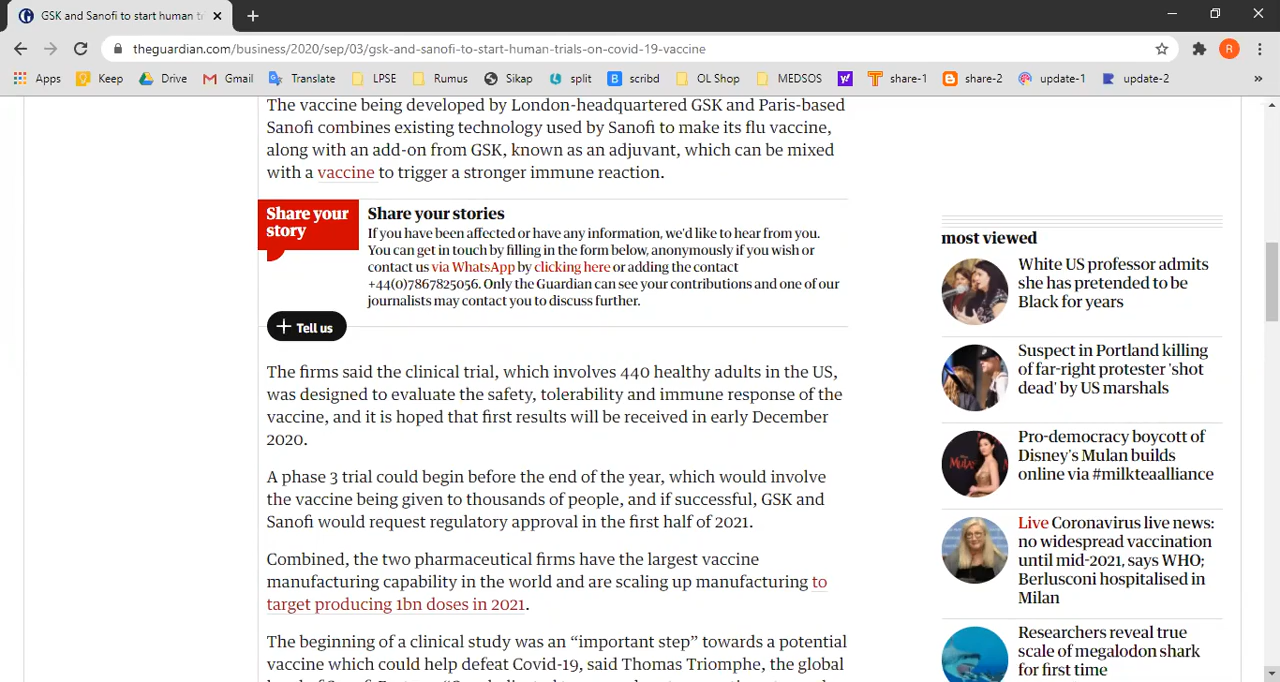 GSK and Sanofi to start human t
theguardian.com/business/2020/sep/03/gsk-and-sanofi-to-start-human-trials-on-covid-19-vaccine
R
Apps Keep Drive Gmail Translate LPSE Rumus Sikap split scribd OL Shop MEDSOS share-1 share-2 update-1 update-2 »
The vaccine being developed by London-headquartered GSK and Paris-based
Sanofi combines existing technology used by Sanofi to make its flu vaccine,
along with an add-on from GSK, known as an adjuvant, which can be mixed
with a vaccine to trigger a stronger immune reaction.
Share your
story
Share your stories
If you have been affected or have any information, we'd like to hear from you.
You can get in touch by filling in the form below, anonymously if you wish or
contact us via WhatsApp by clicking here or adding the contact
+44(0)7867825056. Only the Guardian can see your contributions and one of our
journalists may contact you to discuss further.
+ Tell us
The firms said the clinical trial, which involves 440 healthy adults in the US,
was designed to evaluate the safety, tolerability and immune response of the
vaccine, and it is hoped that first results will be received in early December
2020.
A phase 3 trial could begin before the end of the year, which would involve
the vaccine being given to thousands of people, and if successful, GSK and
Sanofi would request regulatory approval in the first half of 2021.
Combined, the two pharmaceutical firms have the largest vaccine
manufacturing capability in the world and are scaling up manufacturing to
target producing 1bn doses in 2021.
The beginning of a clinical study was an “important step” towards a potential
vaccine which could help defeat Covid-19, said Thomas Triomphe, the global
most viewed
White US professor admits
she has pretended to be
Black for years
Suspect in Portland killing
of far-right protester 'shot
dead' by US marshals
Pro-democracy boycott of
Disney's Mulan builds
online via #milkteaalliance
Live Coronavirus live news:
no widespread vaccination
until mid-2021, says WHO;
Berlusconi hospitalised in
Milan
Researchers reveal true
scale of megalodon shark
for first time